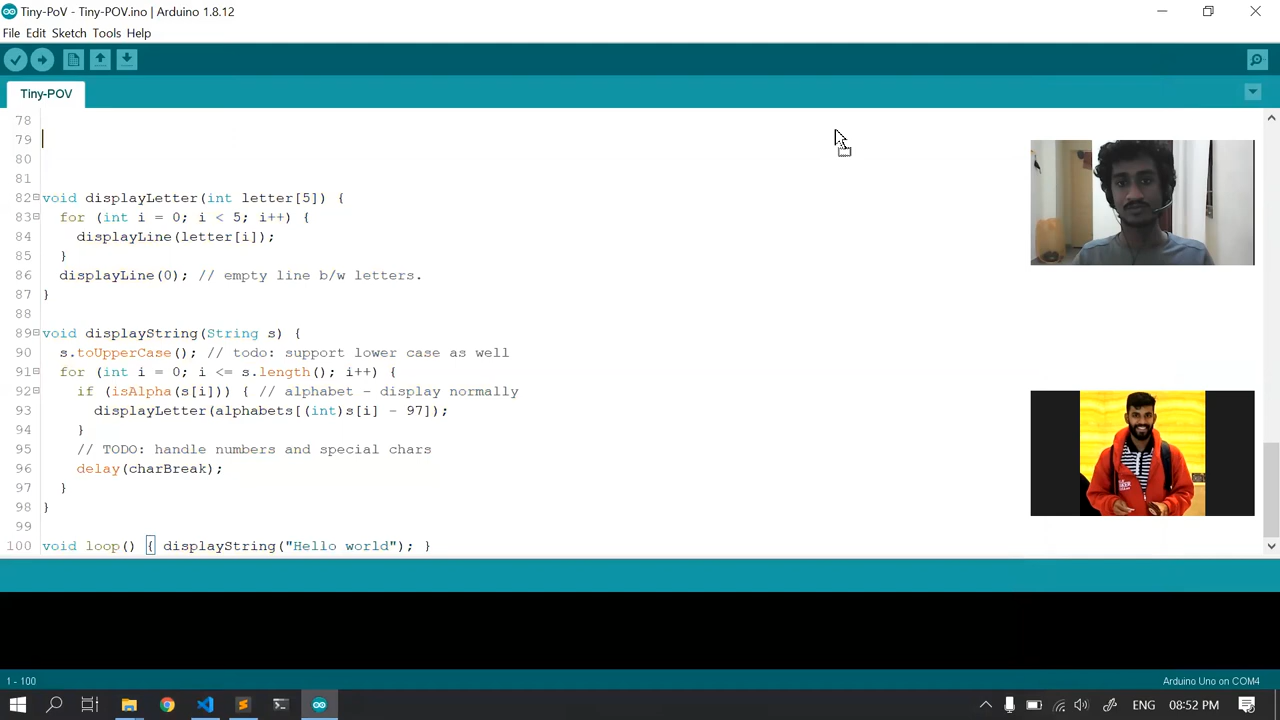 Tiny-PoV - Tiny-POV.ino | Arduino 1.8.12
File Edit Sketch Tools Help
Tiny-POV
78
79
80
81
82 void displayLetter(int letter[5]) {
83 for (int i = 0; i < 5; i++) {
84 displayLine(letter[i]);
85 }
86 displayLine(0); // empty line b/w letters.
87 }
88
89 void displayString(String s) {
90 s.toUpperCase(); // todo: support lower case as well
91 for (int i = 0; i <= s.length(); i++) {
92 if (isAlpha(s[i])) { // alphabet - display normally
93 displayLetter(alphabets[(int)s[i] - 97]);
94 }
95 // TODO: handle numbers and special chars
96 delay(charBreak);
97 }
98 }
99
100 void loop() { displayString("Hello world"); }
1 - 100
Arduino Uno on COM4
ENG 08:52 PM